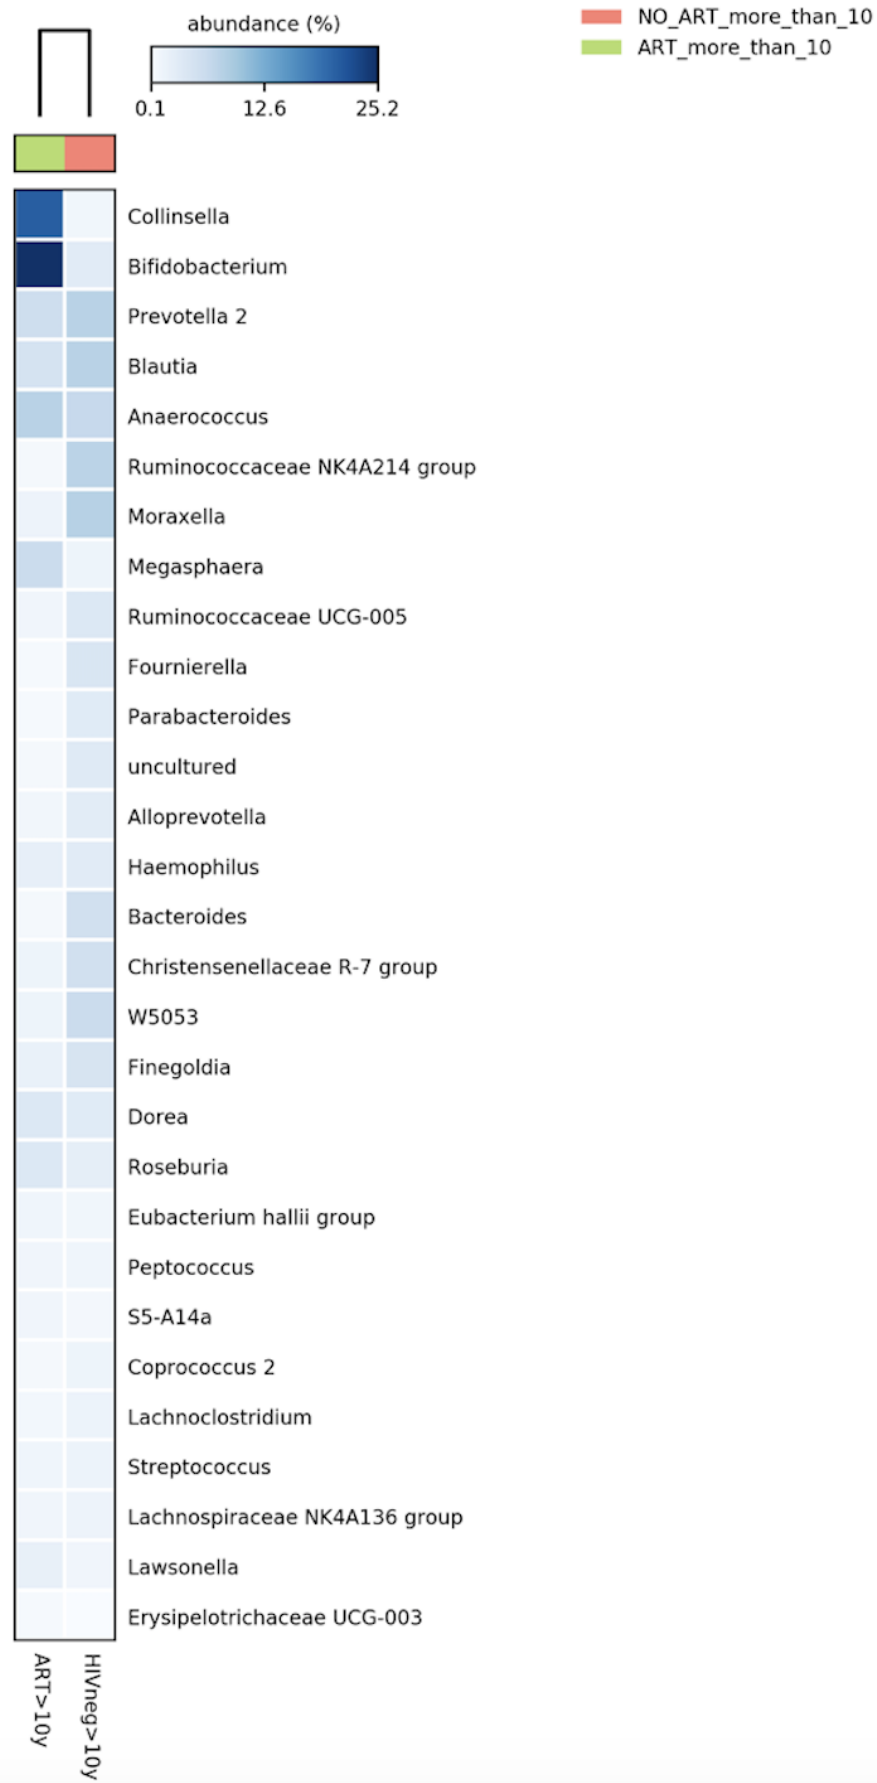 abundance (%)
0.1 12.6 25.2
NO_ART_more_than_10
ART_more_than_10
Collinsella
Bifidobacterium
Prevotella 2
Blautia
Anaerococcus
Ruminococcaceae NK4A214 group
Moraxella
Megasphaera
Ruminococcaceae UCG-005
Fournierella
Parabacteroides
uncultured
Alloprevotella
Haemophilus
Bacteroides
Christensenellaceae R-7 group
W5053
Finegoldia
Dorea
Roseburia
Eubacterium hallii group
Peptococcus
S5-A14a
Coprococcus 2
Lachnoclostridium
Streptococcus
Lachnospiraceae NK4A136 group
Lawsonella
Erysipelotrichaceae UCG-003
ART>10y
HIVneg>10y